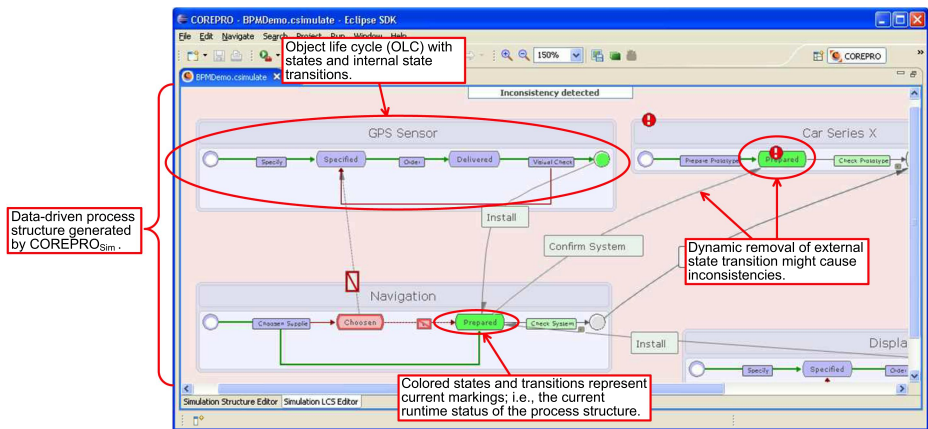 COREPRO - BPMDemo.csimulate - Eclipse SDK
File Edit Navigate Search Project Run Window Help
Object life cycle (OLC) with
states and internal state
transitions.
150%
COREPRO
BPMDemo.csimulate
Inconsistency detected
GPS Sensor
Car Series X
Specify
Specified
Order
Delivered
Visual Check
Prepare Prototype
Prepared
Check Prototype
Install
Confirm System
Data-driven process
structure generated
by COREPROSim.
Dynamic removal of external
state transition might cause
inconsistencies.
Navigation
Choosen Supplie
Choosen
Prepared
Check System
Install
Displa
Specify
Specified
Order
Colored states and transitions represent
current markings; i.e., the current
runtime status of the process structure.
Simulation Structure Editor
Simulation LCS Editor